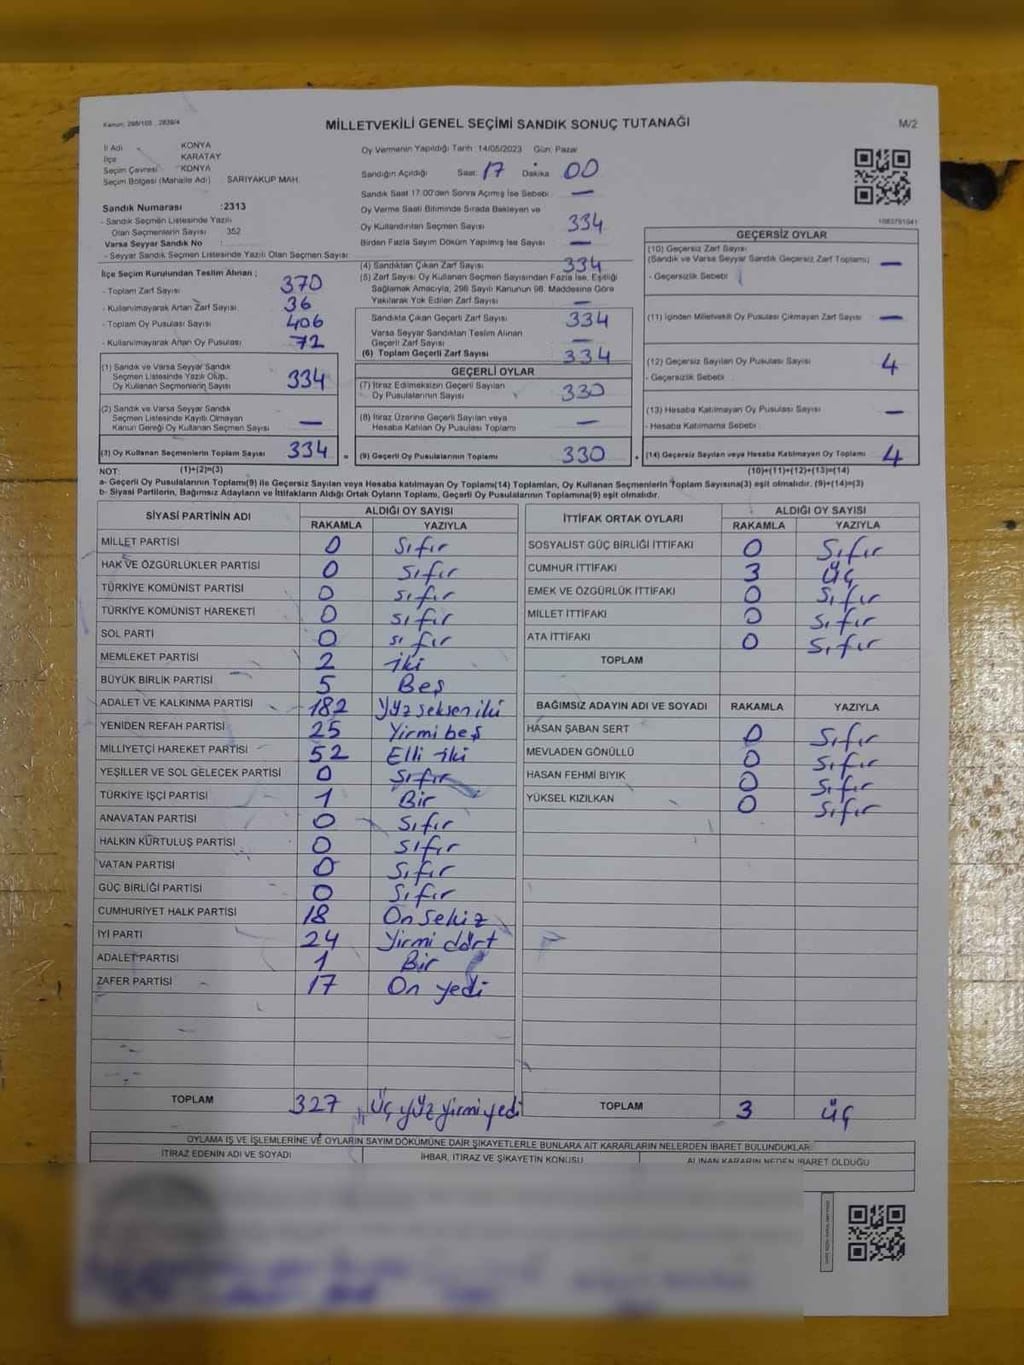 Kanun: 298/105 , 2839/4
MİLLETVEKİLİ GENEL SEÇİMİ SANDIK SONUÇ TUTANAĞI
M/2
İl Adı : KONYA
İlçe : KARATAY
Seçim Çevresi : KONYA
Seçim Bölgesi (Mahalle Adı) : SARIYAKUP MAH.
Oy Vermenin Yapıldığı Tarih :14/05/2023 Gün: Pazar
Sandığın Açıldığı Saat: 17 Dakika: 00
Sandık Saat 17:00'den Sonra Açımış İse Sebebi : —
Oy Verme Saati Bitiminde Sırada Bekleyen ve
Oy Kullandırılan Seçmen Sayısı 334
Birden Fazla Sayım Döküm Yapılmış İse Sayısı —
Sandık Numarası :2313
- Sandık Seçmen Listesinde Yazılı
Olan Seçmenlerin Sayısı 352
Varsa Seyyar Sandık No :
- Seyyar Sandık Seçmen Listesinde Yazılı Olan Seçmen Sayısı:
İlçe Seçim Kurulundan Teslim Alınan ;
- Toplam Zarf Sayısı 370
- Kullanılmayarak Artan Zarf Sayısı 36
- Toplam Oy Pusulası Sayısı 406
- Kullanılmayarak Artan Oy Pusulası 72
(1) Sandık ve Varsa Seyyar Sandık
Seçmen Listesinde Yazılı Olup,
Oy Kullanan Seçmenlerin Sayısı 334
(2) Sandık ve Varsa Seyyar Sandık
Seçmen Listesinde Kayıtlı Olmayan
Kanun Gereği Oy Kullanan Seçmen Sayısı —
(3) Oy Kullanan Seçmenlerin Toplam Sayısı 334
(4) Sandıktan Çıkan Zarf Sayısı 334
(5) Zarf Sayısı Oy Kullanan Seçmen Sayısından Fazla İse, Eşitliği
Sağlamak Amacıyla, 298 Sayılı Kanunun 98. Maddesine Göre
Yakılarak Yok Edilen Zarf Sayısı —
Sandıkta Çıkan Geçerli Zarf Sayısı 334
Varsa Seyyar Sandıktan Teslim Alınan
Geçerli Zarf Sayısı —
(6) Toplam Geçerli Zarf Sayısı 334
GEÇERLİ OYLAR
(7) İtiraz Edilmeksizin Geçerli Sayılan
Oy Pusulalarının Sayısı 330
(8) İtiraz Üzerine Geçerli Sayılan veya
Hesaba Katılan Oy Pusulası Toplamı —
= (9) Geçerli Oy Pusulalarının Toplamı 330
1083791041
GEÇERSİZ OYLAR
(10) Geçersiz Zarf Sayısı
(Sandık ve Varsa Seyyar Sandık Geçersiz Zarf Toplamı) —
- Geçersizlik Sebebi :
(11) İçinden Milletvekili Oy Pusulası Çıkmayan Zarf Sayısı —
(12) Geçersiz Sayılan Oy Pusulası Sayısı 4
- Geçersizlik Sebebi :
(13) Hesaba Katılmayan Oy Pusulası Sayısı —
- Hesaba Katılmama Sebebi :
+ (14) Geçersiz Sayılan veya Hesaba Katılmayan Oy Toplamı 4
NOT: (1)+(2)=(3) (10)+(11)+(12)+(13)=(14)
a- Geçerli Oy Pusulalarının Toplamı(9) ile Geçersiz Sayılan veya Hesaba katılmayan Oy Toplamı(14) Toplamları, Oy Kullanan Seçmenlerin Toplam Sayısına(3) eşit olmalıdır. (9)+(14)=(3)
b- Siyasi Partilerin, Bağımsız Adayların ve İttifakların Aldığı Ortak Oyların Toplamı, Geçerli Oy Pusulalarının Toplamına(9) eşit olmalıdır.
SİYASİ PARTİNİN ADI ALDIĞI OY SAYISI
RAKAMLA YAZIYLA
MİLLET PARTİSİ 0 Sıfır
HAK VE ÖZGÜRLÜKLER PARTİSİ 0 Sıfır
TÜRKİYE KOMÜNİST PARTİSİ 0 Sıfır
TÜRKİYE KOMÜNİST HAREKETİ 0 sıfır
SOL PARTİ 0 sıfır
MEMLEKET PARTİSİ 2 iki
BÜYÜK BİRLİK PARTİSİ 5 Beş
ADALET VE KALKINMA PARTİSİ 182 Yüz seksen iki
YENİDEN REFAH PARTİSİ 25 Yirmi beş
MİLLİYETÇİ HAREKET PARTİSİ 52 Elli iki
YEŞİLLER VE SOL GELECEK PARTİSİ 0 Sıfır
TÜRKİYE İŞÇİ PARTİSİ 1 Bir
ANAVATAN PARTİSİ 0 Sıfır
HALKIN KURTULUŞ PARTİSİ 0 Sıfır
VATAN PARTİSİ 0 Sıfır
GÜÇ BİRLİĞİ PARTİSİ 0 Sıfır
CUMHURİYET HALK PARTİSİ 18 On sekiz
İYİ PARTİ 24 Yirmi dört
ADALET PARTİSİ 1 Bir
ZAFER PARTİSİ 17 On yedi
TOPLAM 327 Üç yüz yirmi yedi
İTTİFAK ORTAK OYLARI ALDIĞI OY SAYISI
RAKAMLA YAZIYLA
SOSYALİST GÜÇ BİRLİĞİ İTTİFAKI 0 Sıfır
CUMHUR İTTİFAKI 3 Üç
EMEK VE ÖZGÜRLÜK İTTİFAKI 0 Sıfır
MİLLET İTTİFAKI 0 Sıfır
ATA İTTİFAKI 0 Sıfır
TOPLAM
BAĞIMSIZ ADAYIN ADI VE SOYADI RAKAMLA YAZIYLA
HASAN ŞABAN SERT 0 Sıfır
MEVLADEN GÖNÜLLÜ 0 Sıfır
HASAN FEHMİ BIYIK 0 Sıfır
YÜKSEL KIZILKAN 0 Sıfır
TOPLAM 3 üç
OYLAMA İŞ VE İŞLEMLERİNE VE OYLARIN SAYIM DÖKÜMÜNE DAİR ŞİKAYETLERLE BUNLARA AİT KARARLARIN NELERDEN İBARET BULUNDUKLARI
İTİRAZ EDENİN ADI VE SOYADI İHBAR, İTİRAZ VE ŞİKAYETİN KONUSU ALINAN KARARIN NEDEN İBARET OLDUĞU